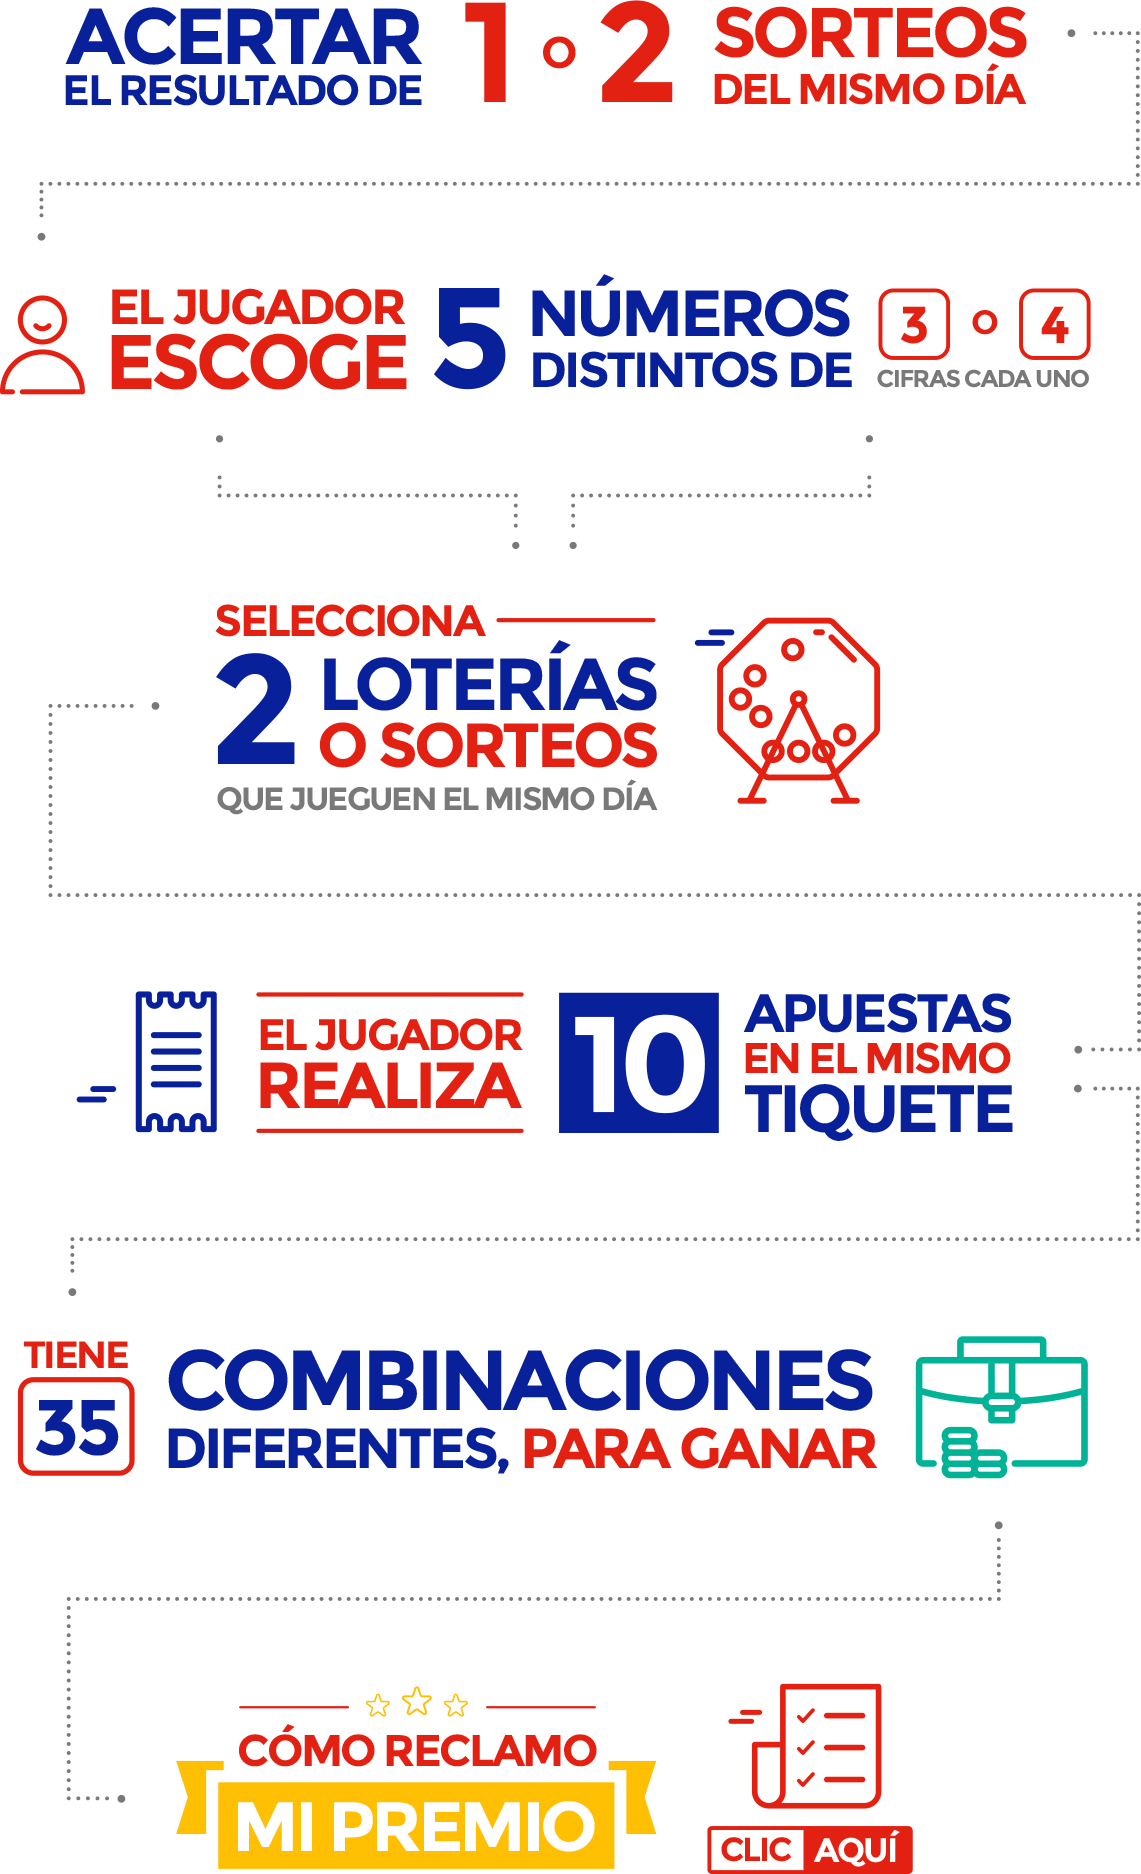 ACERTAR
EL RESULTADO DE
1 o 2
SORTEOS
DEL MISMO DÍA
EL JUGADOR
ESCOGE
5
NÚMEROS
DISTINTOS DE
3 o 4
CIFRAS CADA UNO
SELECCIONA
2
LOTERÍAS
O SORTEOS
QUE JUEGUEN EL MISMO DÍA
EL JUGADOR
REALIZA
10
APUESTAS
EN EL MISMO
TIQUETE
TIENE
35
COMBINACIONES
DIFERENTES, PARA GANAR
CÓMO RECLAMO
MI PREMIO
CLIC AQUÍ